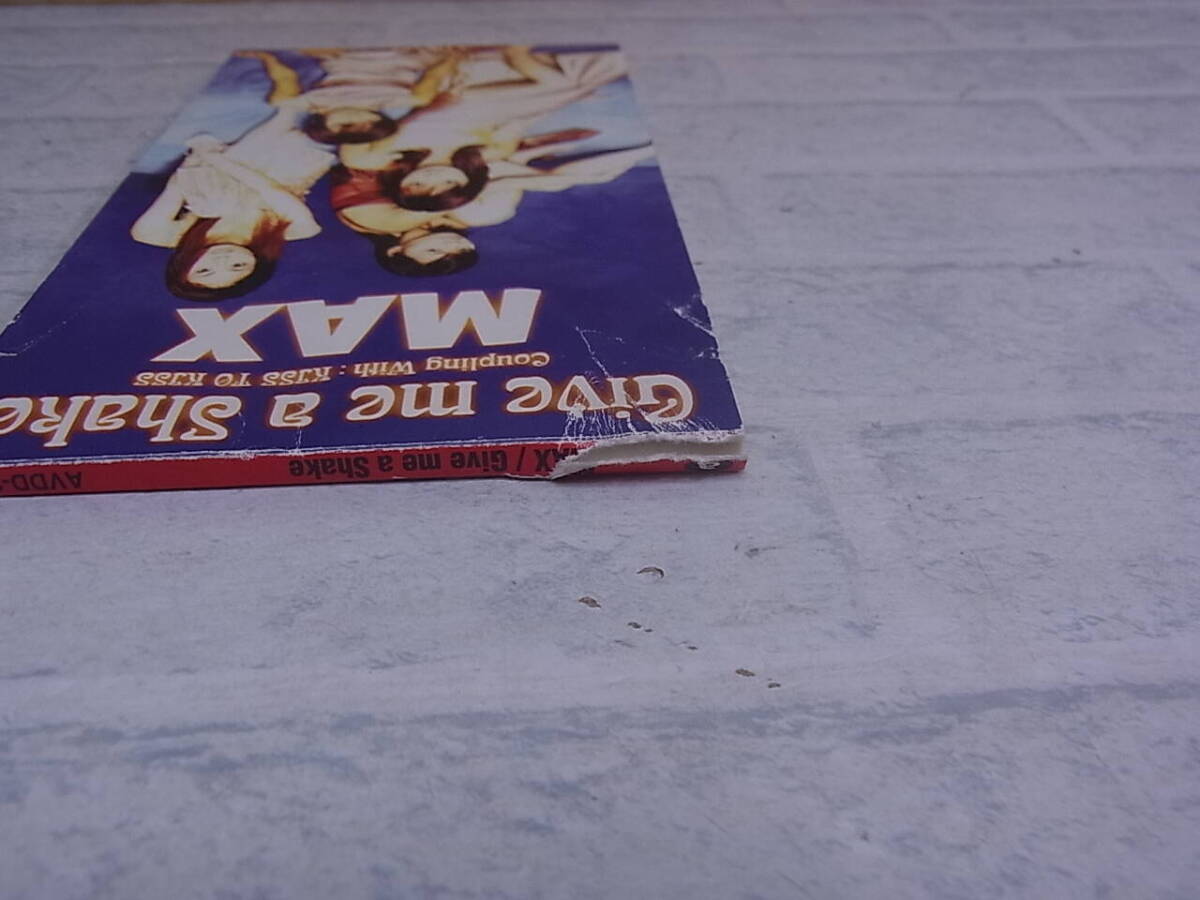 Give me a Shake
Coupling With : KISS TO KISS
MAX
MAX / Give me a Shake AVDD-